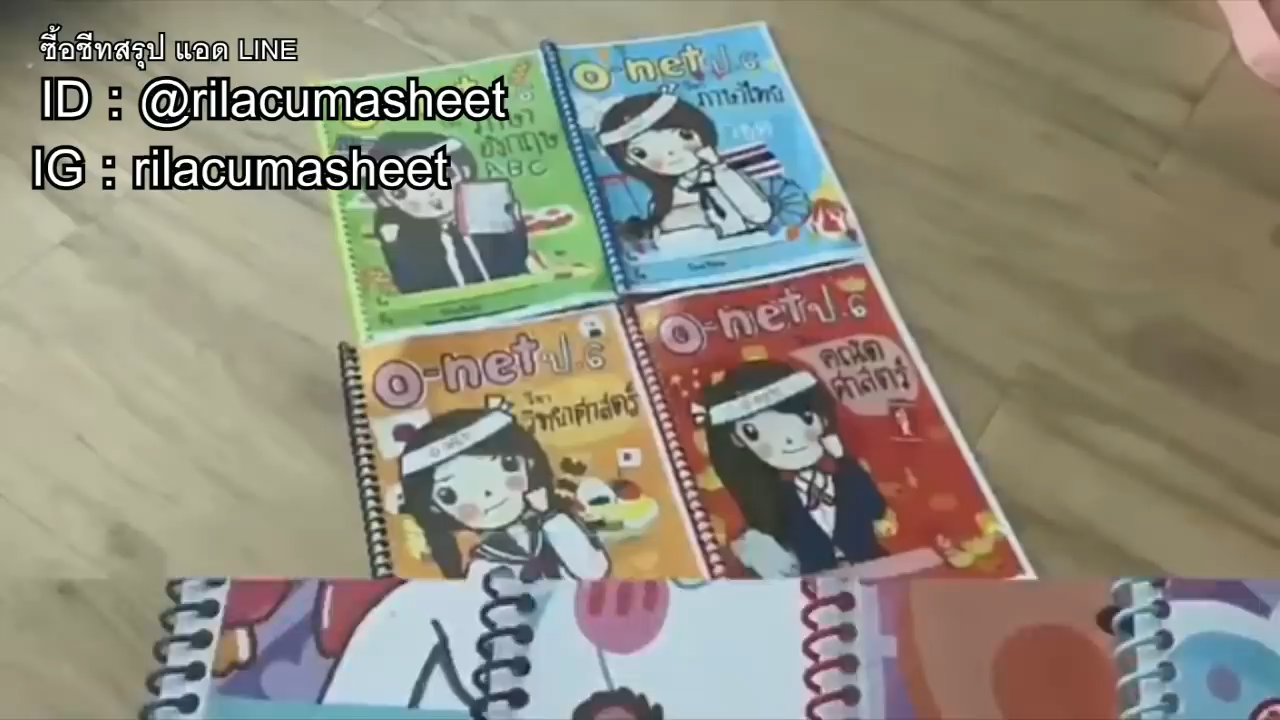 ซื้อชีทสรุป แอด LINE
ID : @rilacumasheet
IG : rilacumasheet
o-net ป.6
ภาษาไทย
ภาษา
อังกฤษ
ABC
o-net ป.6
วิชา
วิทยาศาสตร์
o-net ป.6
คณิต
ศาสตร์